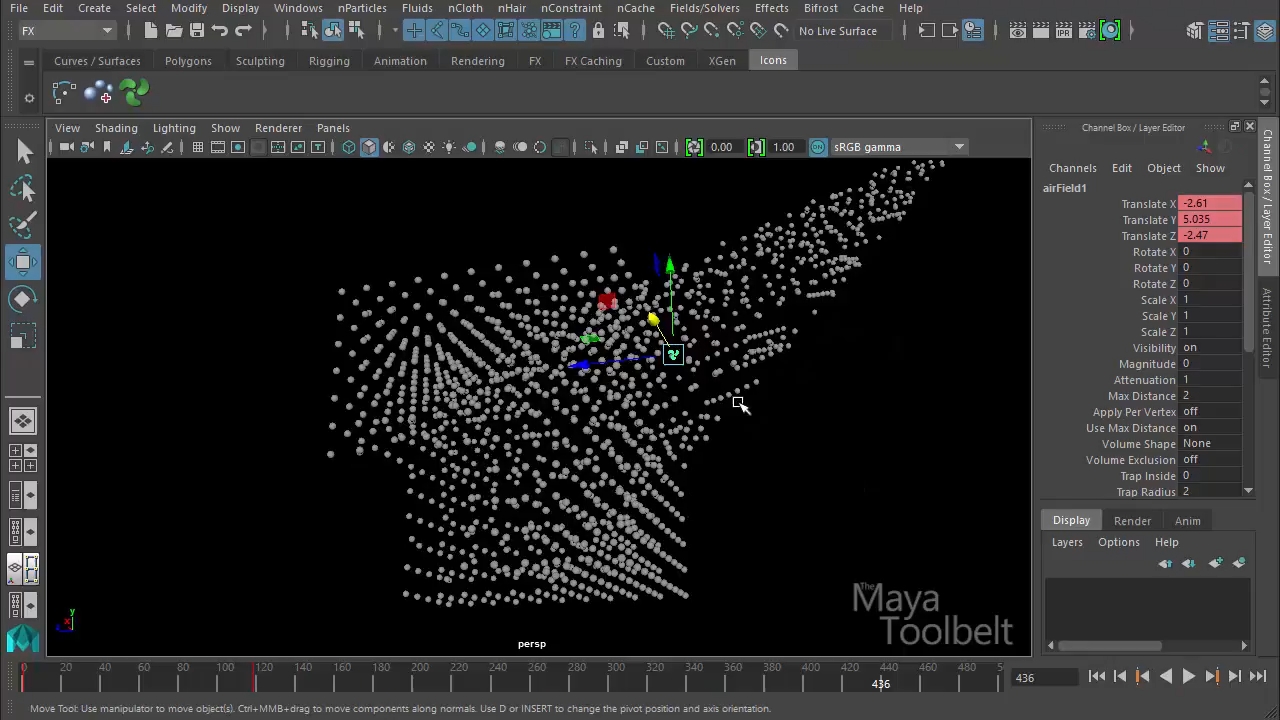 File Edit Create Select Modify Display Windows nParticles Fluids nCloth nHair nConstraint nCache Fields/Solvers Effects Bifrost Cache Help
FX No Live Surface IPR
Curves / Surfaces Polygons Sculpting Rigging Animation Rendering FX FX Caching Custom XGen Icons
View Shading Lighting Show Renderer Panels
0.00 1.00 ON sRGB gamma
Channel Box / Layer Editor
Channels Edit Object Show
airField1
Translate X -2.61
Translate Y 5.035
Translate Z -2.47
Rotate X 0
Rotate Y 0
Rotate Z 0
Scale X 1
Scale Y 1
Scale Z 1
Visibility on
Magnitude 0
Attenuation 1
Max Distance 2
Apply Per Vertex off
Use Max Distance on
Volume Shape None
Volume Exclusion off
Trap Inside 0
Trap Radius 2
Display Render Anim
Layers Options Help
Channel Box / Layer Editor
Attribute Editor
y
x
z
persp
The
Maya
Toolbelt
0 20 40 60 80 100 120 140 160 180 200 220 240 260 280 300 320 340 360 380 400 420 440 460 480 5
436
436
Move Tool: Use manipulator to move object(s). Ctrl+MMB+drag to move components along normals. Use D or INSERT to change the pivot position and axis orientation.